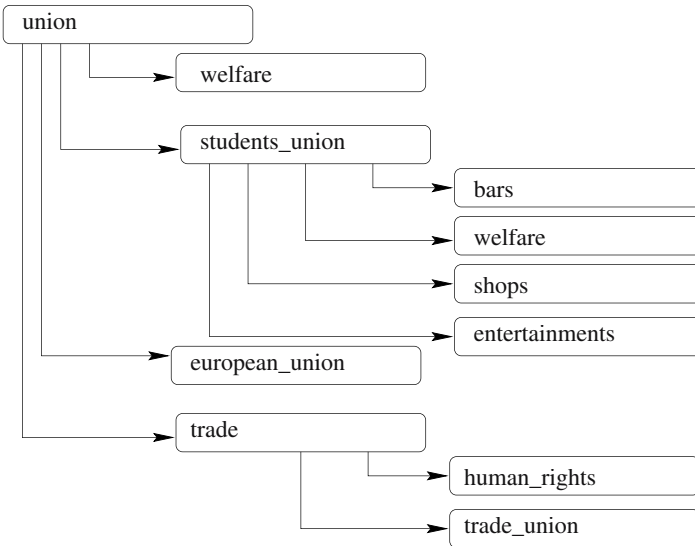 union
welfare
students_union
bars
welfare
shops
entertainments
european_union
trade
human_rights
trade_union